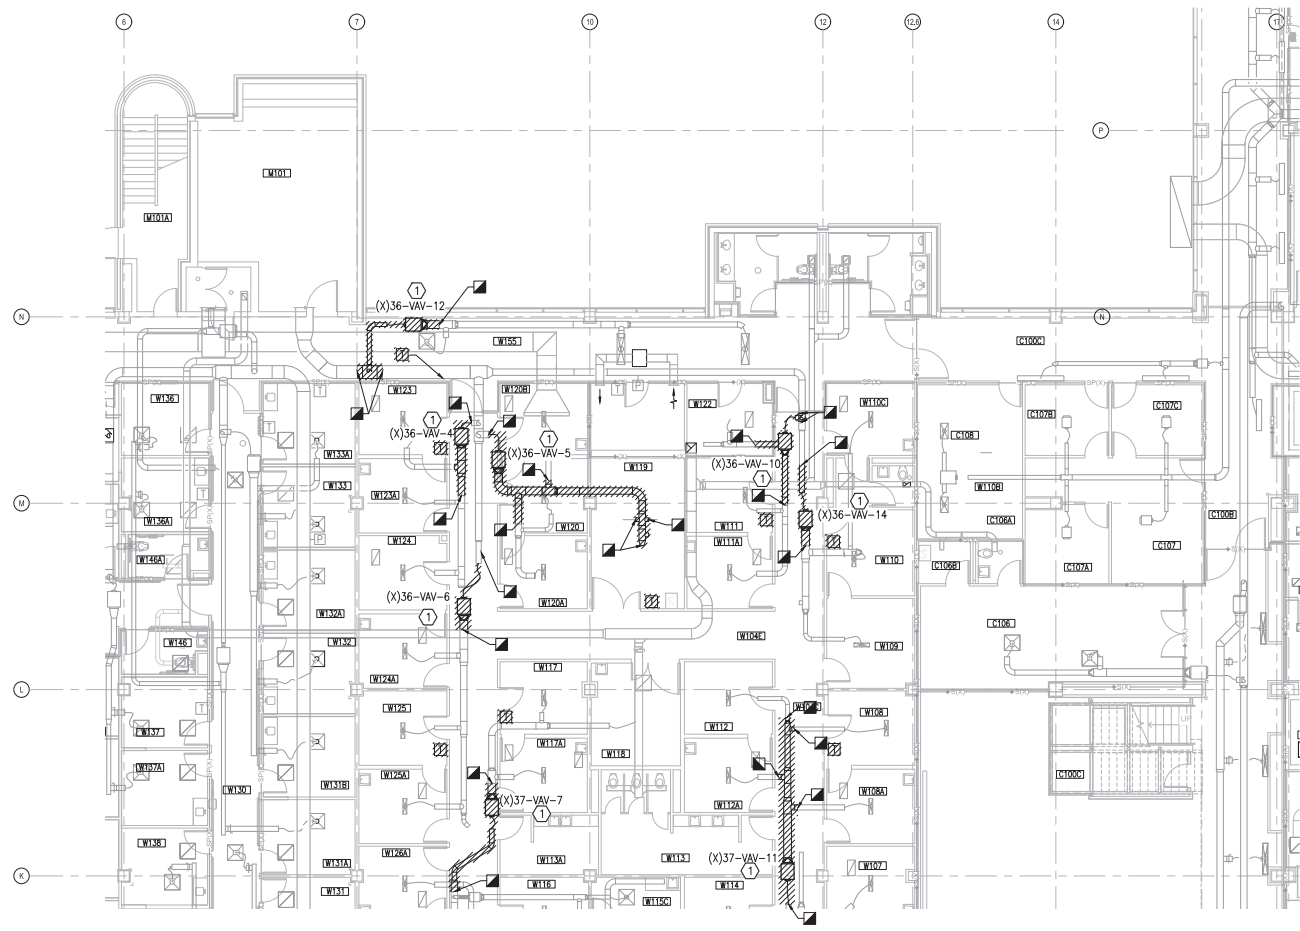 6 7 10 12 12.6 14 17
P
M101
M101A
1
(X)36-VAV-12
N N
W155 C100C
W136 W123 W120B W122 W110C C107B C107C
1
(X)36-VAV-4
1
(X)36-VAV-5
C108
W133A
W119
(X)36-VAV-10
1
W133 W123A W110B
1
(X)36-VAV-14
M
W136A W120 W111 C106A C100B
W124 W111A C107
W146A W110 C106B C107A
(X)36-VAV-6
1
W120A
W132A C106
W146 W132 W104E W109
W117
L
W124A
W125 W112 W108
UP
W137 W117A W118
W137A W125A C100C
W130 W131B W108A
(X)37-VAV-7
1
W112A
W138 W126A
W131A W113A W113
(X)37-VAV-11
1
W107
K
W131 W116 W114
W115C